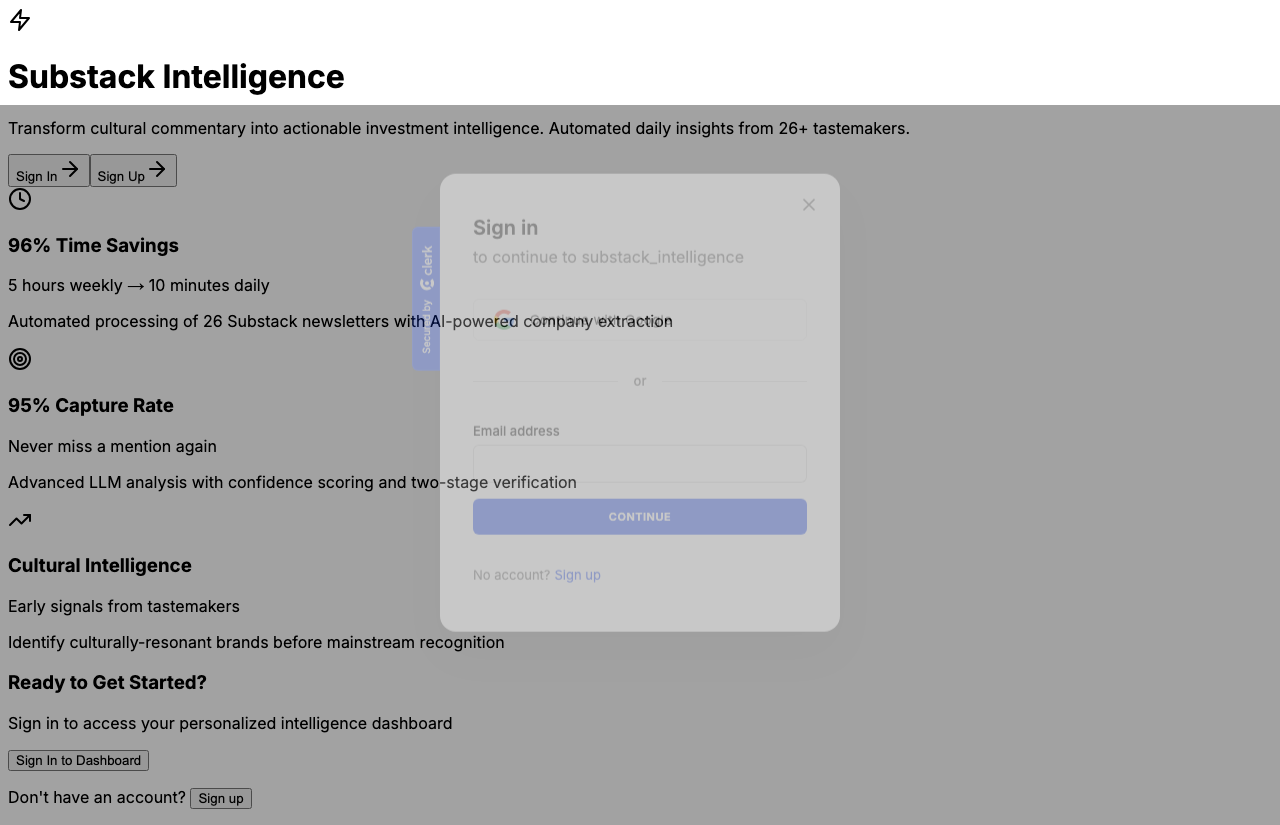 Substack Intelligence
Transform cultural commentary into actionable investment intelligence. Automated daily insights from 26+ tastemakers.
Sign In
Sign Up
96% Time Savings
5 hours weekly → 10 minutes daily
Automated processing of 26 Substack newsletters with AI-powered company extraction
95% Capture Rate
Never miss a mention again
Advanced LLM analysis with confidence scoring and two-stage verification
Cultural Intelligence
Early signals from tastemakers
Identify culturally-resonant brands before mainstream recognition
Ready to Get Started?
Sign in to access your personalized intelligence dashboard
Sign In to Dashboard
Don't have an account? Sign up
Secured by clerk
Sign in
to continue to substack_intelligence
Continue with Google
or
Email address
CONTINUE
No account? Sign up